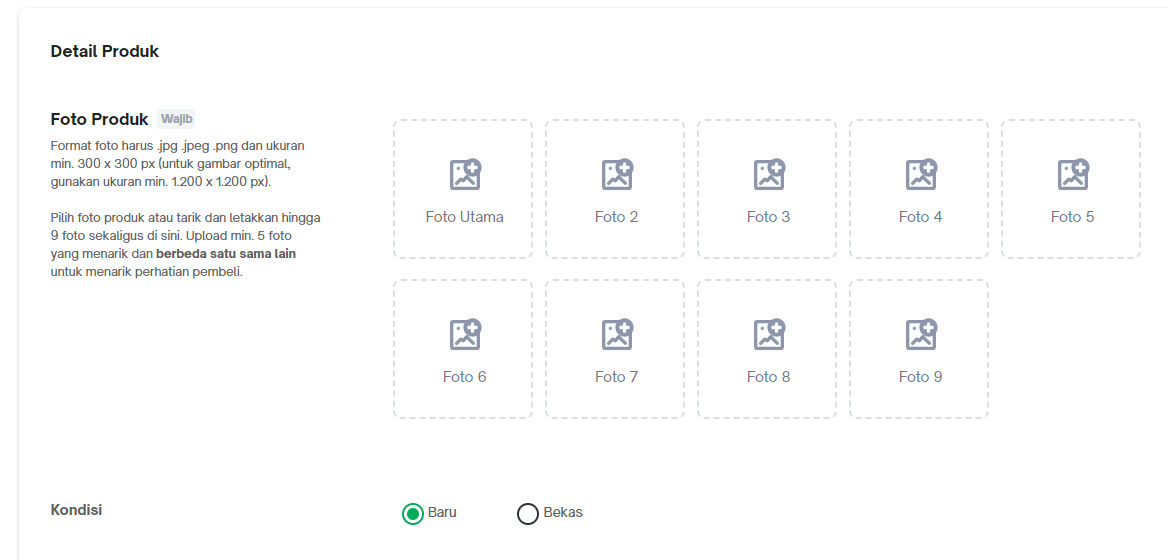 Detail Produk
Foto Produk Wajib
Format foto harus .jpg .jpeg .png dan ukuran
min. 300 x 300 px (untuk gambar optimal,
gunakan ukuran min. 1.200 x 1.200 px).
Pilih foto produk atau tarik dan letakkan hingga
9 foto sekaligus di sini. Upload min. 5 foto
yang menarik dan berbeda satu sama lain
untuk menarik perhatian pembeli.
Foto Utama
Foto 2
Foto 3
Foto 4
Foto 5
Foto 6
Foto 7
Foto 8
Foto 9
Kondisi
Baru
Bekas